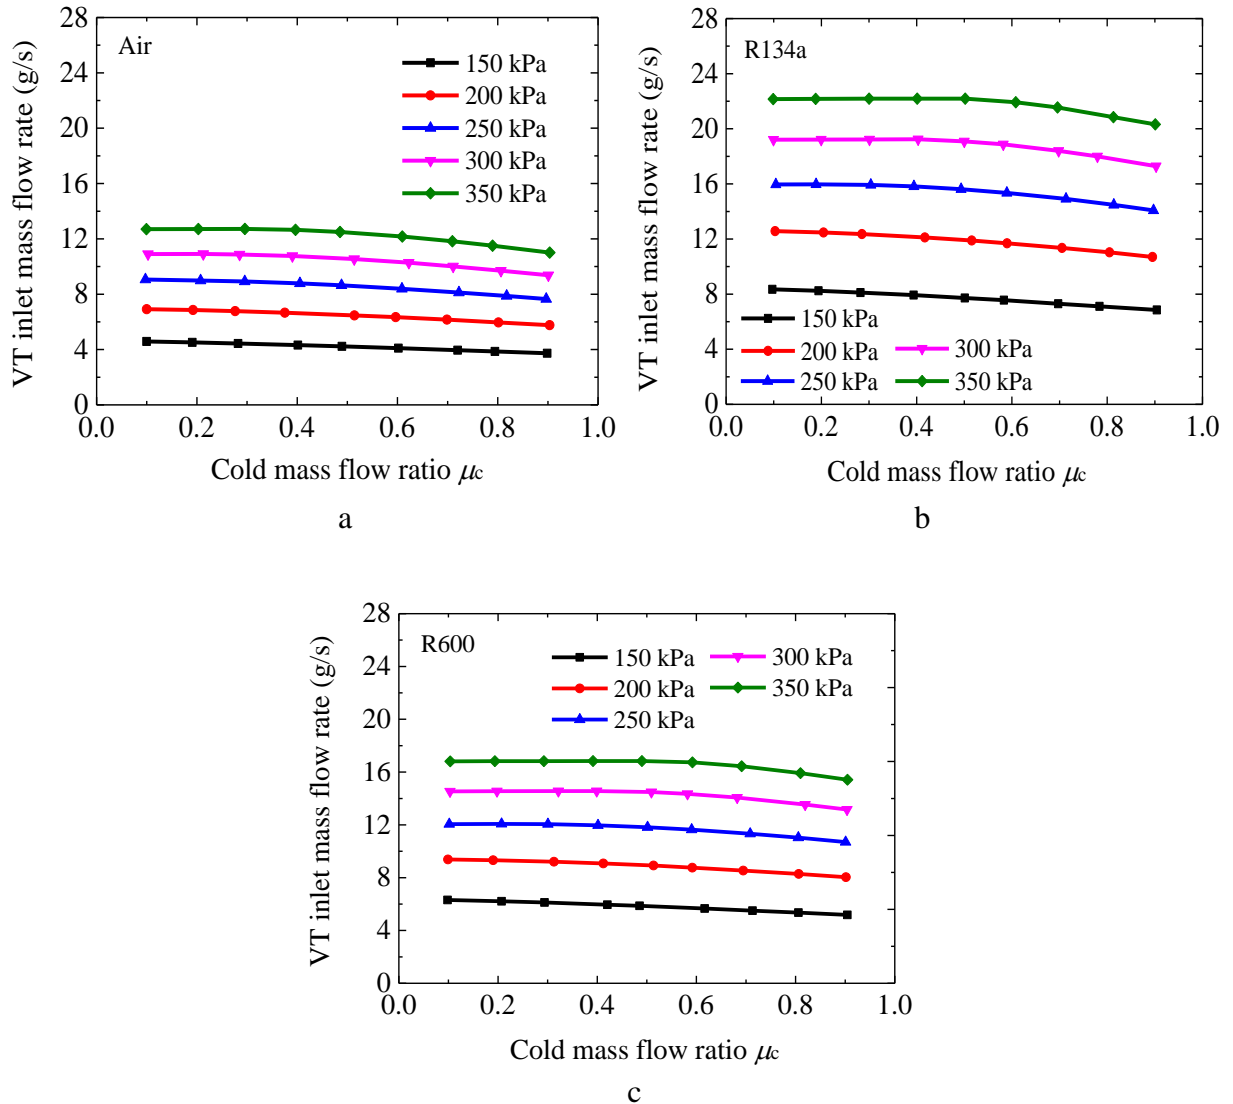 28
24
20
16
12
8
4
0
VT inlet mass flow rate (g/s)
Air
150 kPa
200 kPa
250 kPa
300 kPa
350 kPa
0.0 0.2 0.4 0.6 0.8 1.0
Cold mass flow ratio μc
a
28
24
20
16
12
8
4
0
VT inlet mass flow rate (g/s)
R134a
150 kPa
200 kPa 300 kPa
250 kPa 350 kPa
0.0 0.2 0.4 0.6 0.8 1.0
Cold mass flow ratio μc
b
28
24
20
16
12
8
4
0
VT inlet mass flow rate (g/s)
R600
150 kPa 300 kPa
200 kPa 350 kPa
250 kPa
0.0 0.2 0.4 0.6 0.8 1.0
Cold mass flow ratio μc
c